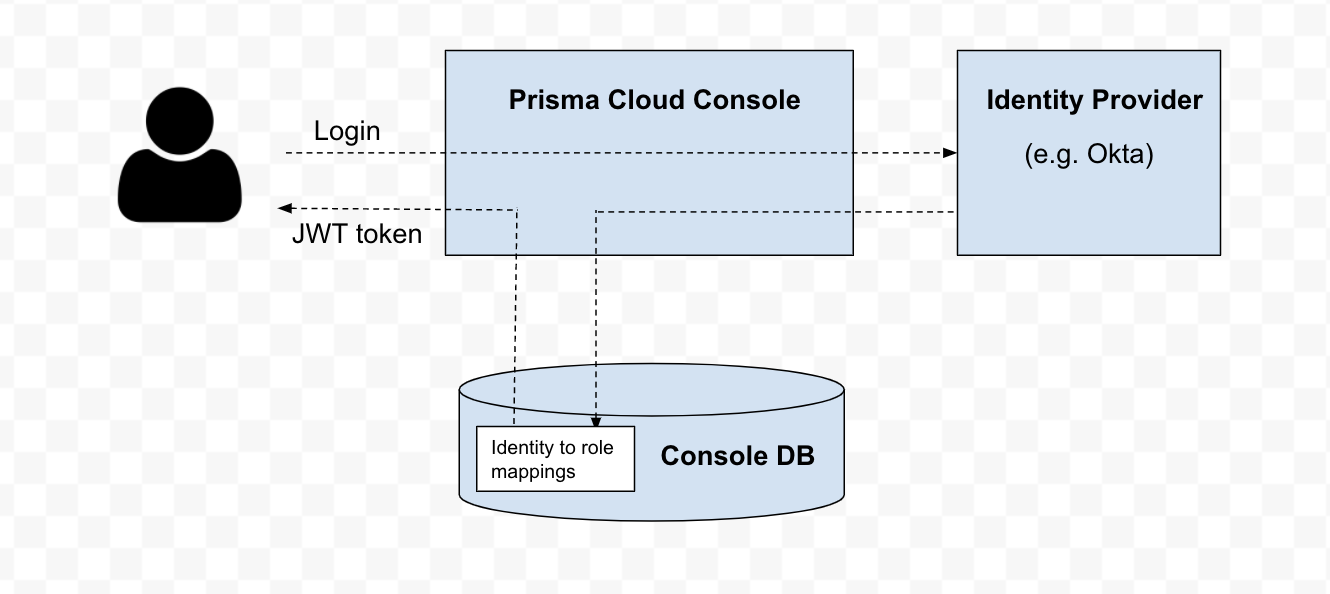 Prisma Cloud Console
Identity Provider
(e.g. Okta)
Login
JWT token
Identity to role
mappings
Console DB